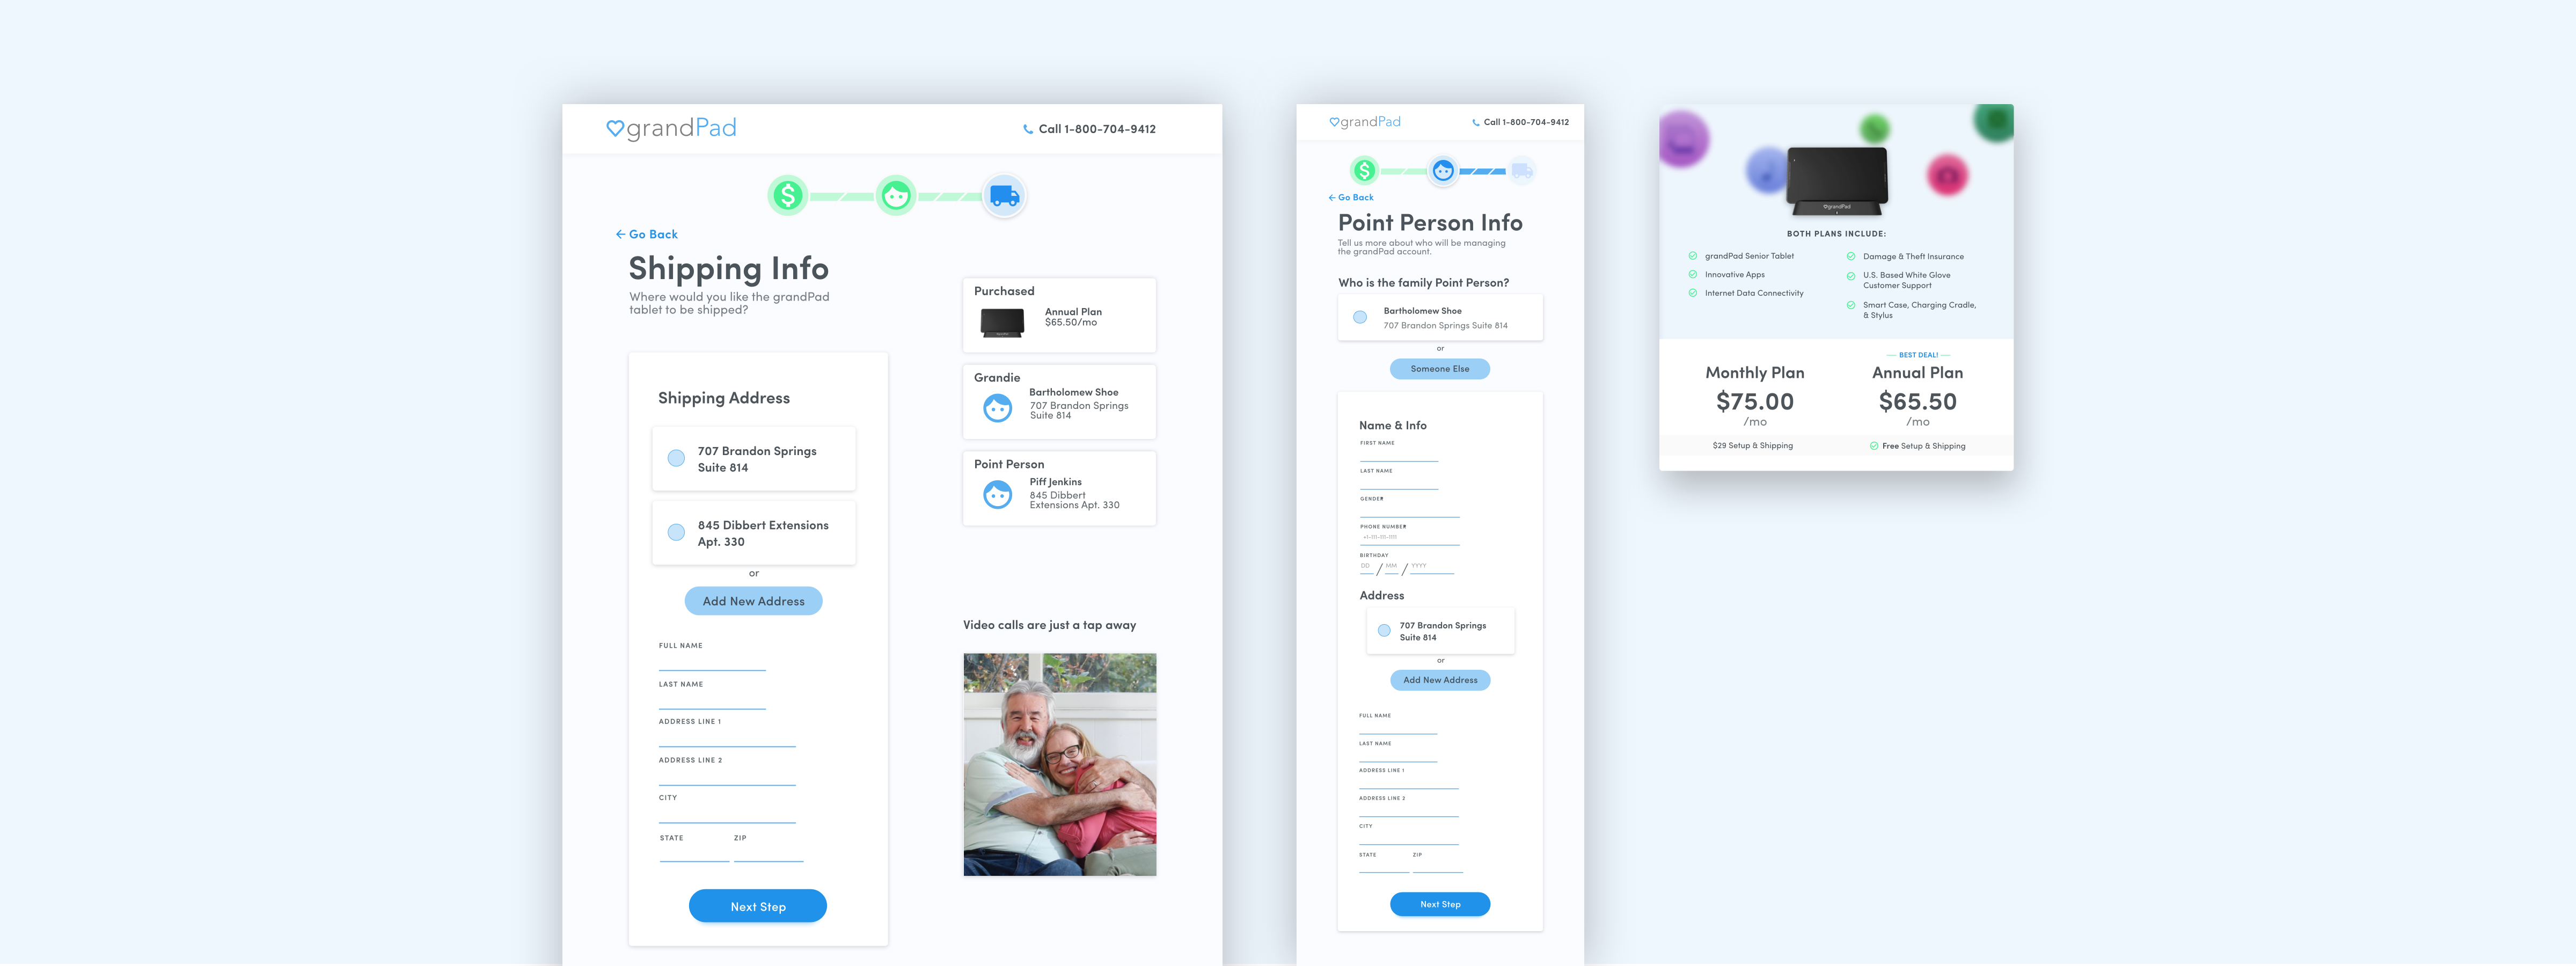 grandPad
Call 1-800-704-9412
Go Back
Shipping Info
Where would you like the grandPad
tablet to be shipped?
Shipping Address
707 Brandon Springs
Suite 814
845 Dibbert Extensions
Apt. 330
or
Add New Address
FULL NAME
LAST NAME
ADDRESS LINE 1
ADDRESS LINE 2
CITY
STATE ZIP
Next Step
Purchased
Annual Plan
$65.50/mo
Grandie
Bartholomew Shoe
707 Brandon Springs
Suite 814
Point Person
Piff Jenkins
845 Dibbert
Extensions Apt. 330
Video calls are just a tap away
grandPad
Call 1-800-704-9412
Go Back
Point Person Info
Tell us more about who will be managing
the grandPad account.
Who is the family Point Person?
Bartholomew Shoe
707 Brandon Springs Suite 814
or
Someone Else
Name & Info
FIRST NAME
LAST NAME
GENDER
PHONE NUMBER
+1-111-111-1111
BIRTHDAY
DD / MM / YYYY
Address
707 Brandon Springs
Suite 814
or
Add New Address
FULL NAME
LAST NAME
ADDRESS LINE 1
ADDRESS LINE 2
CITY
STATE ZIP
Next Step
grandPad
BOTH PLANS INCLUDE:
grandPad Senior Tablet
Innovative Apps
Internet Data Connectivity
Damage & Theft Insurance
U.S. Based White Glove
Customer Support
Smart Case, Charging Cradle,
& Stylus
Monthly Plan
$75.00
/mo
$29 Setup & Shipping
BEST DEAL!
Annual Plan
$65.50
/mo
Free Setup & Shipping